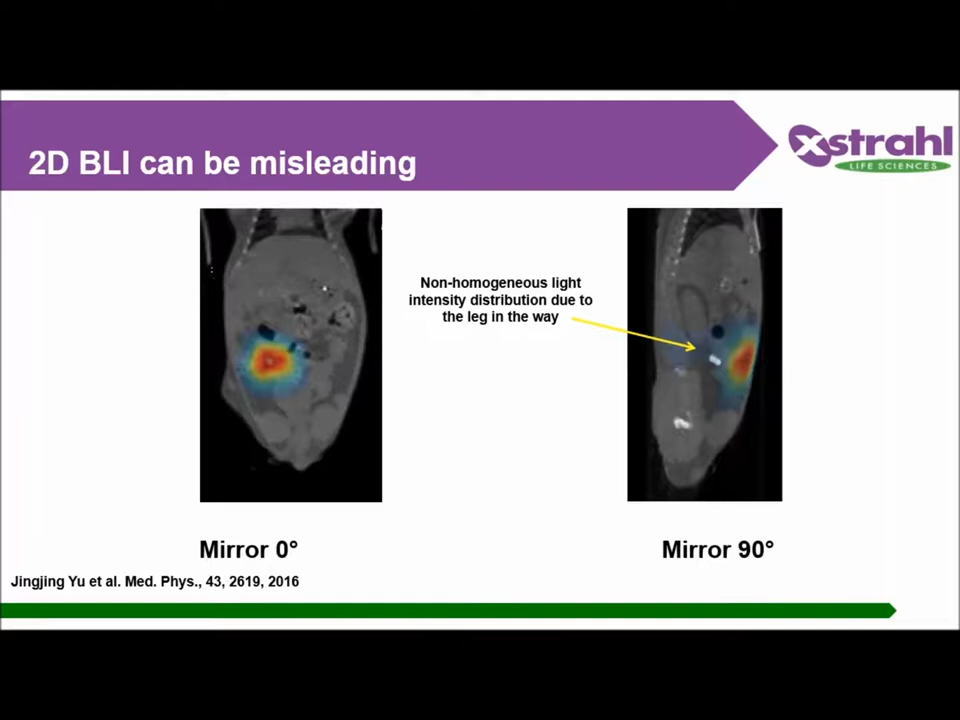 2D BLI can be misleading
xstrahl
LIFE SCIENCES
Non-homogeneous light
intensity distribution due to
the leg in the way
Mirror 0°
Mirror 90°
Jingjing Yu et al. Med. Phys., 43, 2619, 2016